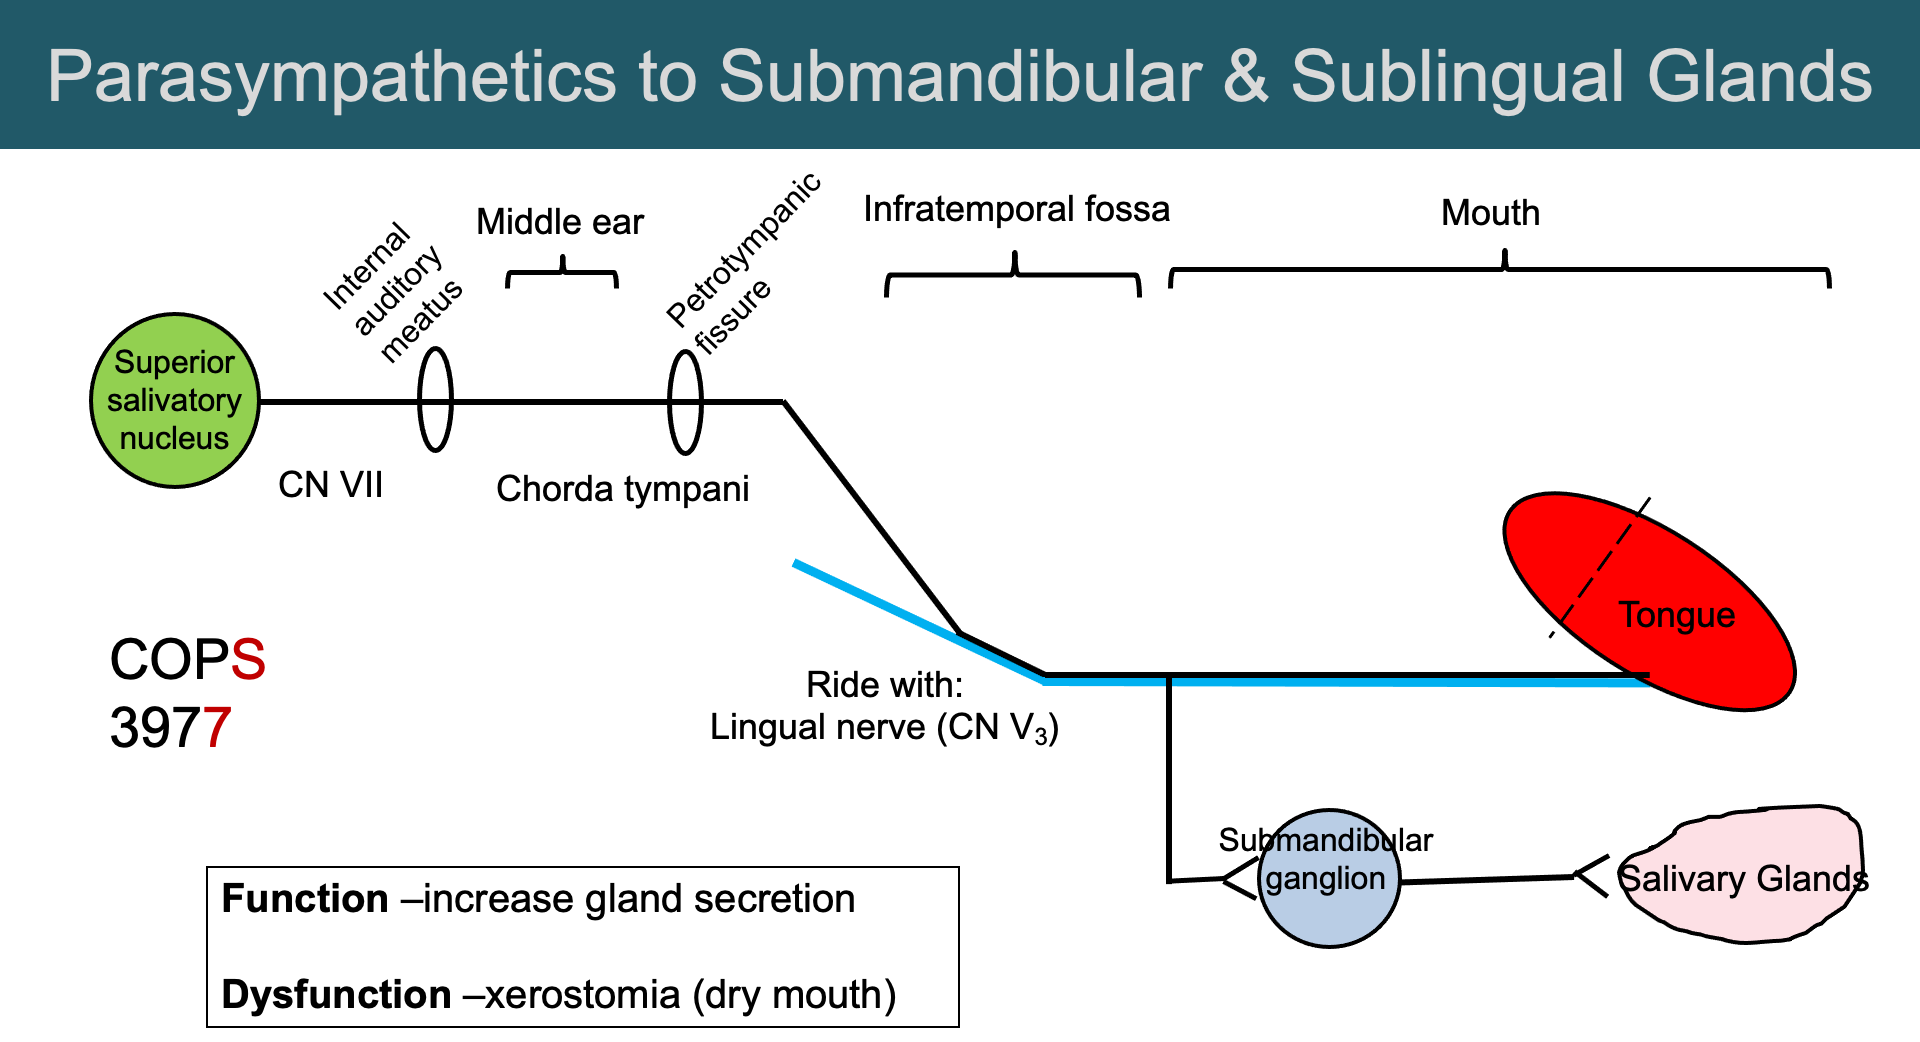 Parasympathetics to Submandibular & Sublingual Glands
Internal
auditory
meatus
Middle ear
Petrotympanic
fissure
Infratemporal fossa
Mouth
Superior
salivatory
nucleus
CN VII
Chorda tympani
Tongue
COPS
3977
Ride with:
Lingual nerve (CN V₃)
Submandibular
ganglion
Salivary Glands
Function –increase gland secretion
Dysfunction –xerostomia (dry mouth)